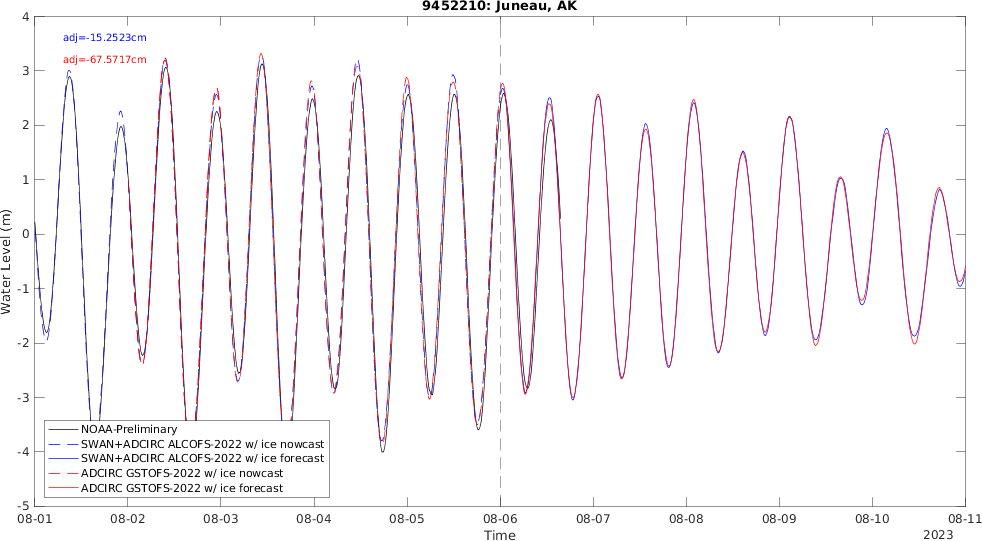 9452210: Juneau, AK
adj=-15.2523cm
adj=-67.5717cm
4
3
2
1
0
-1
-2
-3
-4
-5
Water Level (m)
NOAA-Preliminary
SWAN+ADCIRC ALCOFS-2022 w/ ice nowcast
SWAN+ADCIRC ALCOFS-2022 w/ ice forecast
ADCIRC GSTOFS-2022 w/ ice nowcast
ADCIRC GSTOFS-2022 w/ ice forecast
08-01 08-02 08-03 08-04 08-05 08-06 08-07 08-08 08-09 08-10 08-11
Time
2023